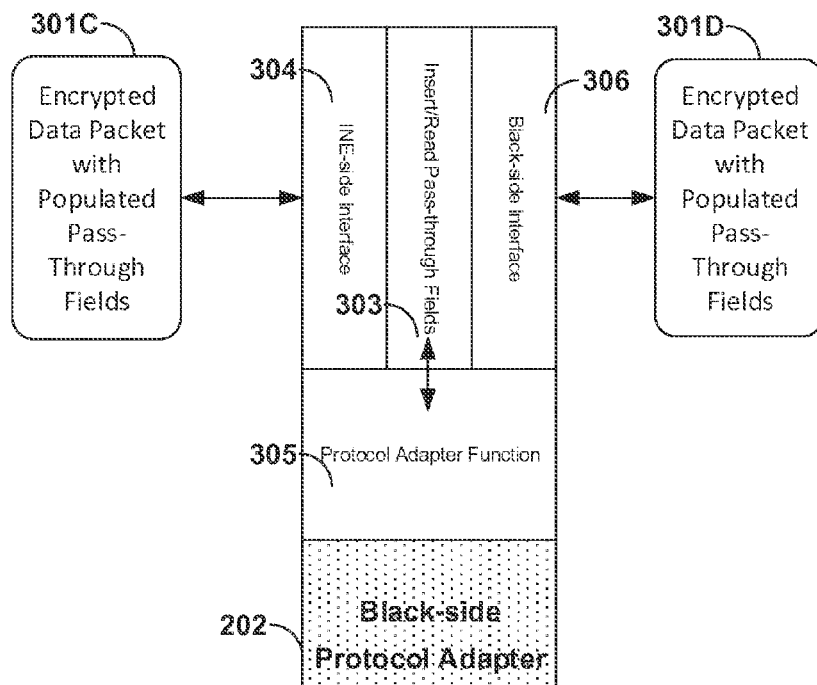 301C
Encrypted
Data Packet
with
Populated
Pass-
Through
Fields
304
INE-side Interface
Insert/Read Pass-through Fields
303
Black-side Interface
306
301D
Encrypted
Data Packet
with
Populated
Pass-
Through
Fields
305
Protocol Adapter Function
202
Black-side
Protocol Adapter